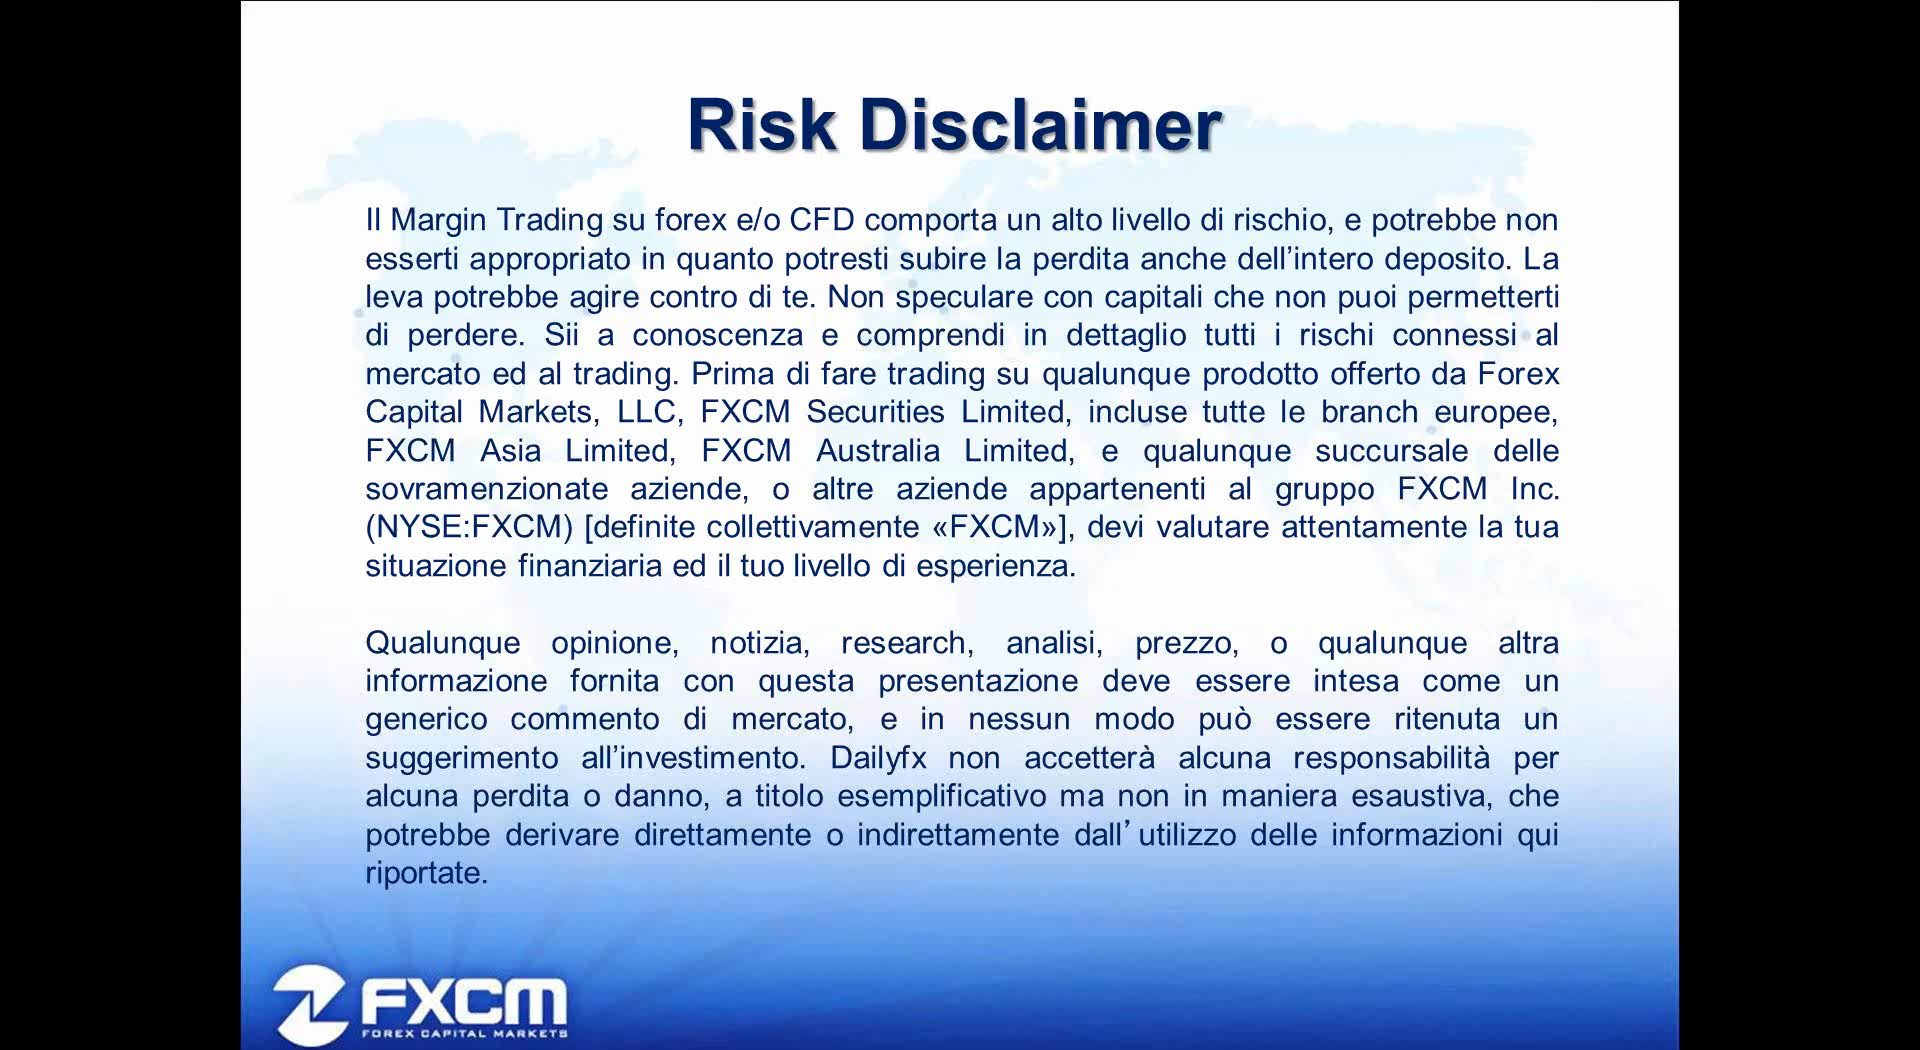 Risk Disclaimer
Il Margin Trading su forex e/o CFD comporta un alto livello di rischio, e potrebbe non
esserti appropriato in quanto potresti subire la perdita anche dell’intero deposito. La
leva potrebbe agire contro di te. Non speculare con capitali che non puoi permetterti
di perdere. Sii a conoscenza e comprendi in dettaglio tutti i rischi connessi al
mercato ed al trading. Prima di fare trading su qualunque prodotto offerto da Forex
Capital Markets, LLC, FXCM Securities Limited, incluse tutte le branch europee,
FXCM Asia Limited, FXCM Australia Limited, e qualunque succursale delle
sovramenzionate aziende, o altre aziende appartenenti al gruppo FXCM Inc.
(NYSE:FXCM) [definite collettivamente «FXCM»], devi valutare attentamente la tua
situazione finanziaria ed il tuo livello di esperienza.
Qualunque opinione, notizia, research, analisi, prezzo, o qualunque altra
informazione fornita con questa presentazione deve essere intesa come un
generico commento di mercato, e in nessun modo può essere ritenuta un
suggerimento all’investimento. Dailyfx non accetterà alcuna responsabilità per
alcuna perdita o danno, a titolo esemplificativo ma non in maniera esaustiva, che
potrebbe derivare direttamente o indirettamente dall’utilizzo delle informazioni qui
riportate.
FXCM
FOREX CAPITAL MARKETS